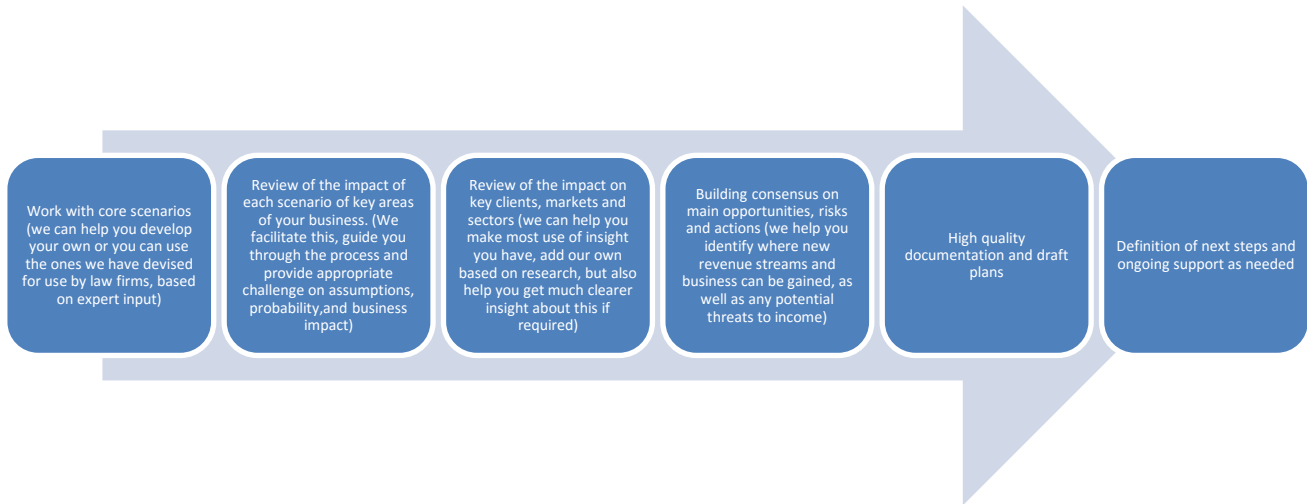 Work with core scenarios
(we can help you develop
your own or you can use
the ones we have devised
for use by law firms, based
on expert input)
Review of the impact of
each scenario of key areas
of your business. (We
facilitate this, guide you
through the process and
provide appropriate
challenge on assumptions,
probability,and business
impact)
Review of the impact on
key clients, markets and
sectors (we can help you
make most use of insight
you have, add our own
based on research, but also
help you get much clearer
insight about this if
required)
Building consensus on
main opportunities, risks
and actions (we help you
identify where new
revenue streams and
business can be gained, as
well as any potential
threats to income)
High quality
documentation and draft
plans
Definition of next steps and
ongoing support as needed